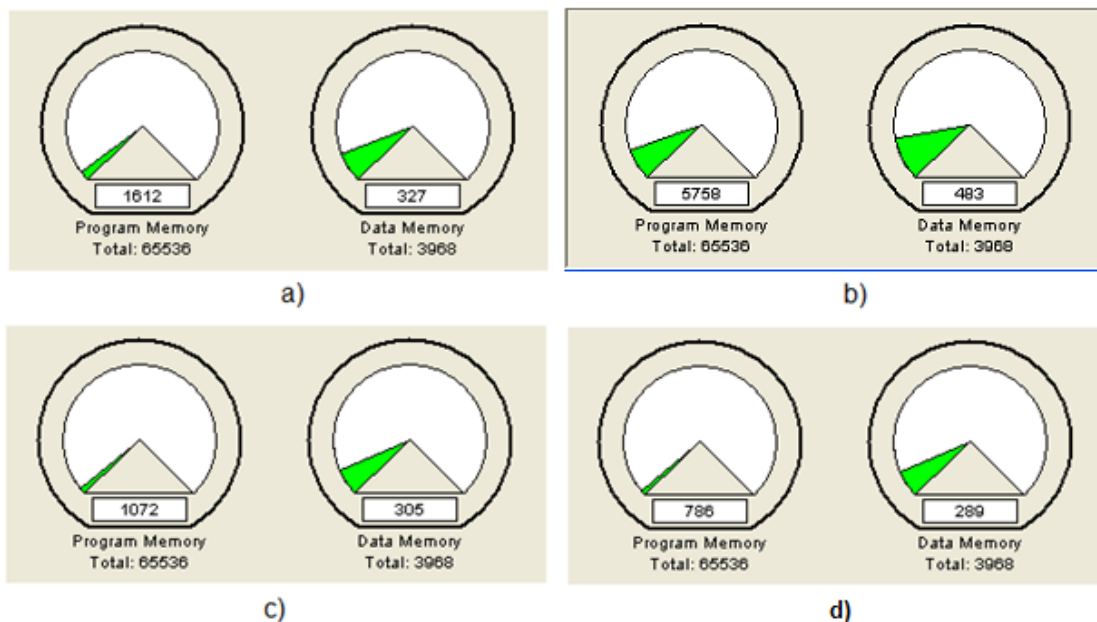 1612 327
Program Memory Data Memory
Total: 65536 Total: 3968
a)
5758 483
Program Memory Data Memory
Total: 65536 Total: 3968
b)
1072 305
Program Memory Data Memory
Total: 65536 Total: 3968
c)
786 289
Program Memory Data Memory
Total: 65536 Total: 3968
d)